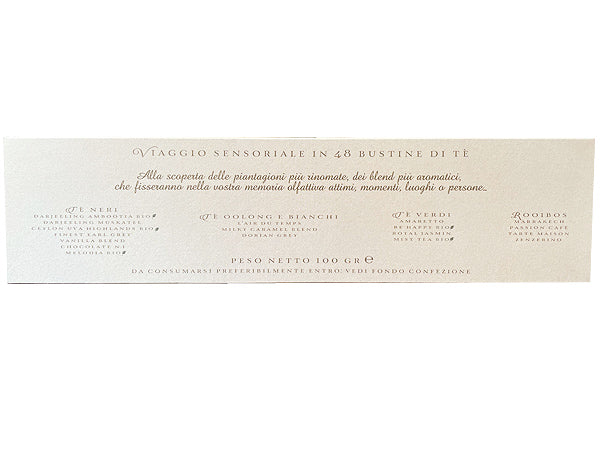 VIAGGIO SENSORIALE IN 48 BUSTINE DI TÈ
Alla scoperta delle piantagioni più rinomate, dei blend più aromatici,
che fisseranno nella vostra memoria olfattiva attimi, momenti, luoghi o persone...
TÈ NERI
DARJEELING AMBOOTIA BIO
DARJEELING MUSKATEL
CEYLON UVA HIGHLANDS BIO
FINEST EARL GREY
VANILLA BLEND
CHOCOLATE N.1
MELODIA BIO
TÈ OOLONG E BIANCHI
L'AIR DU TEMPS
MILKY CARAMEL BLEND
DORIAN GREY
TÈ VERDI
AMARETTO
BE HAPPY BIO
ROYAL JASMIN
MIST TEA BIO
ROOIBOS
MARRAKECH
PASSION CAFÈ
TARTE MAISON
ZENZERINO
PESO NETTO 100 GR ℮
DA CONSUMARSI PREFERIBILMENTE ENTRO: VEDI FONDO CONFEZIONE